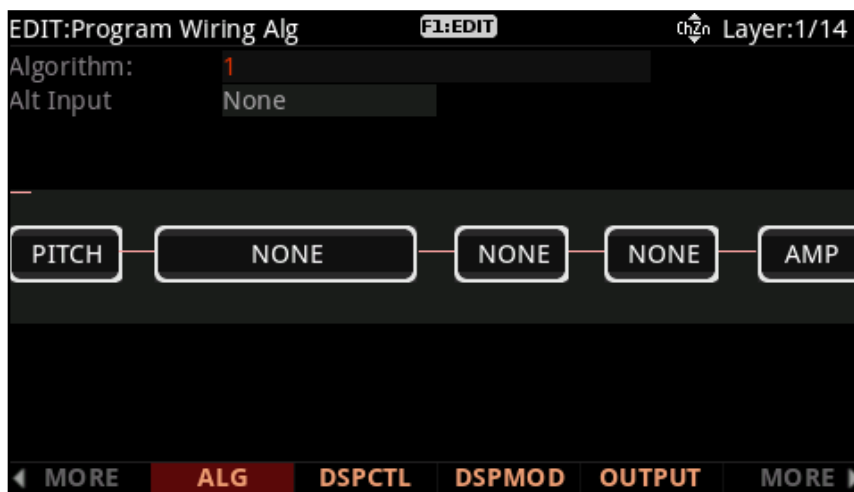 EDIT:Program Wiring Alg F1:EDIT ChZn Layer:1/14
Algorithm: 1
Alt Input None
PITCH NONE NONE NONE AMP
MORE ALG DSPCTL DSPMOD OUTPUT MORE